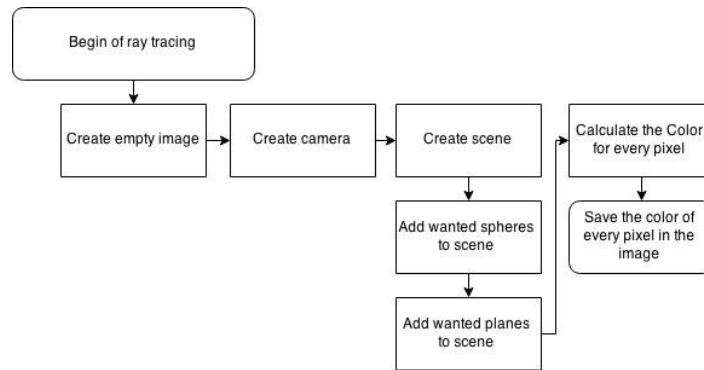 Begin of ray tracing
Create empty image
Create camera
Create scene
Calculate the Color
for every pixel
Add wanted spheres
to scene
Save the color of
every pixel in the
image
Add wanted planes
to scene